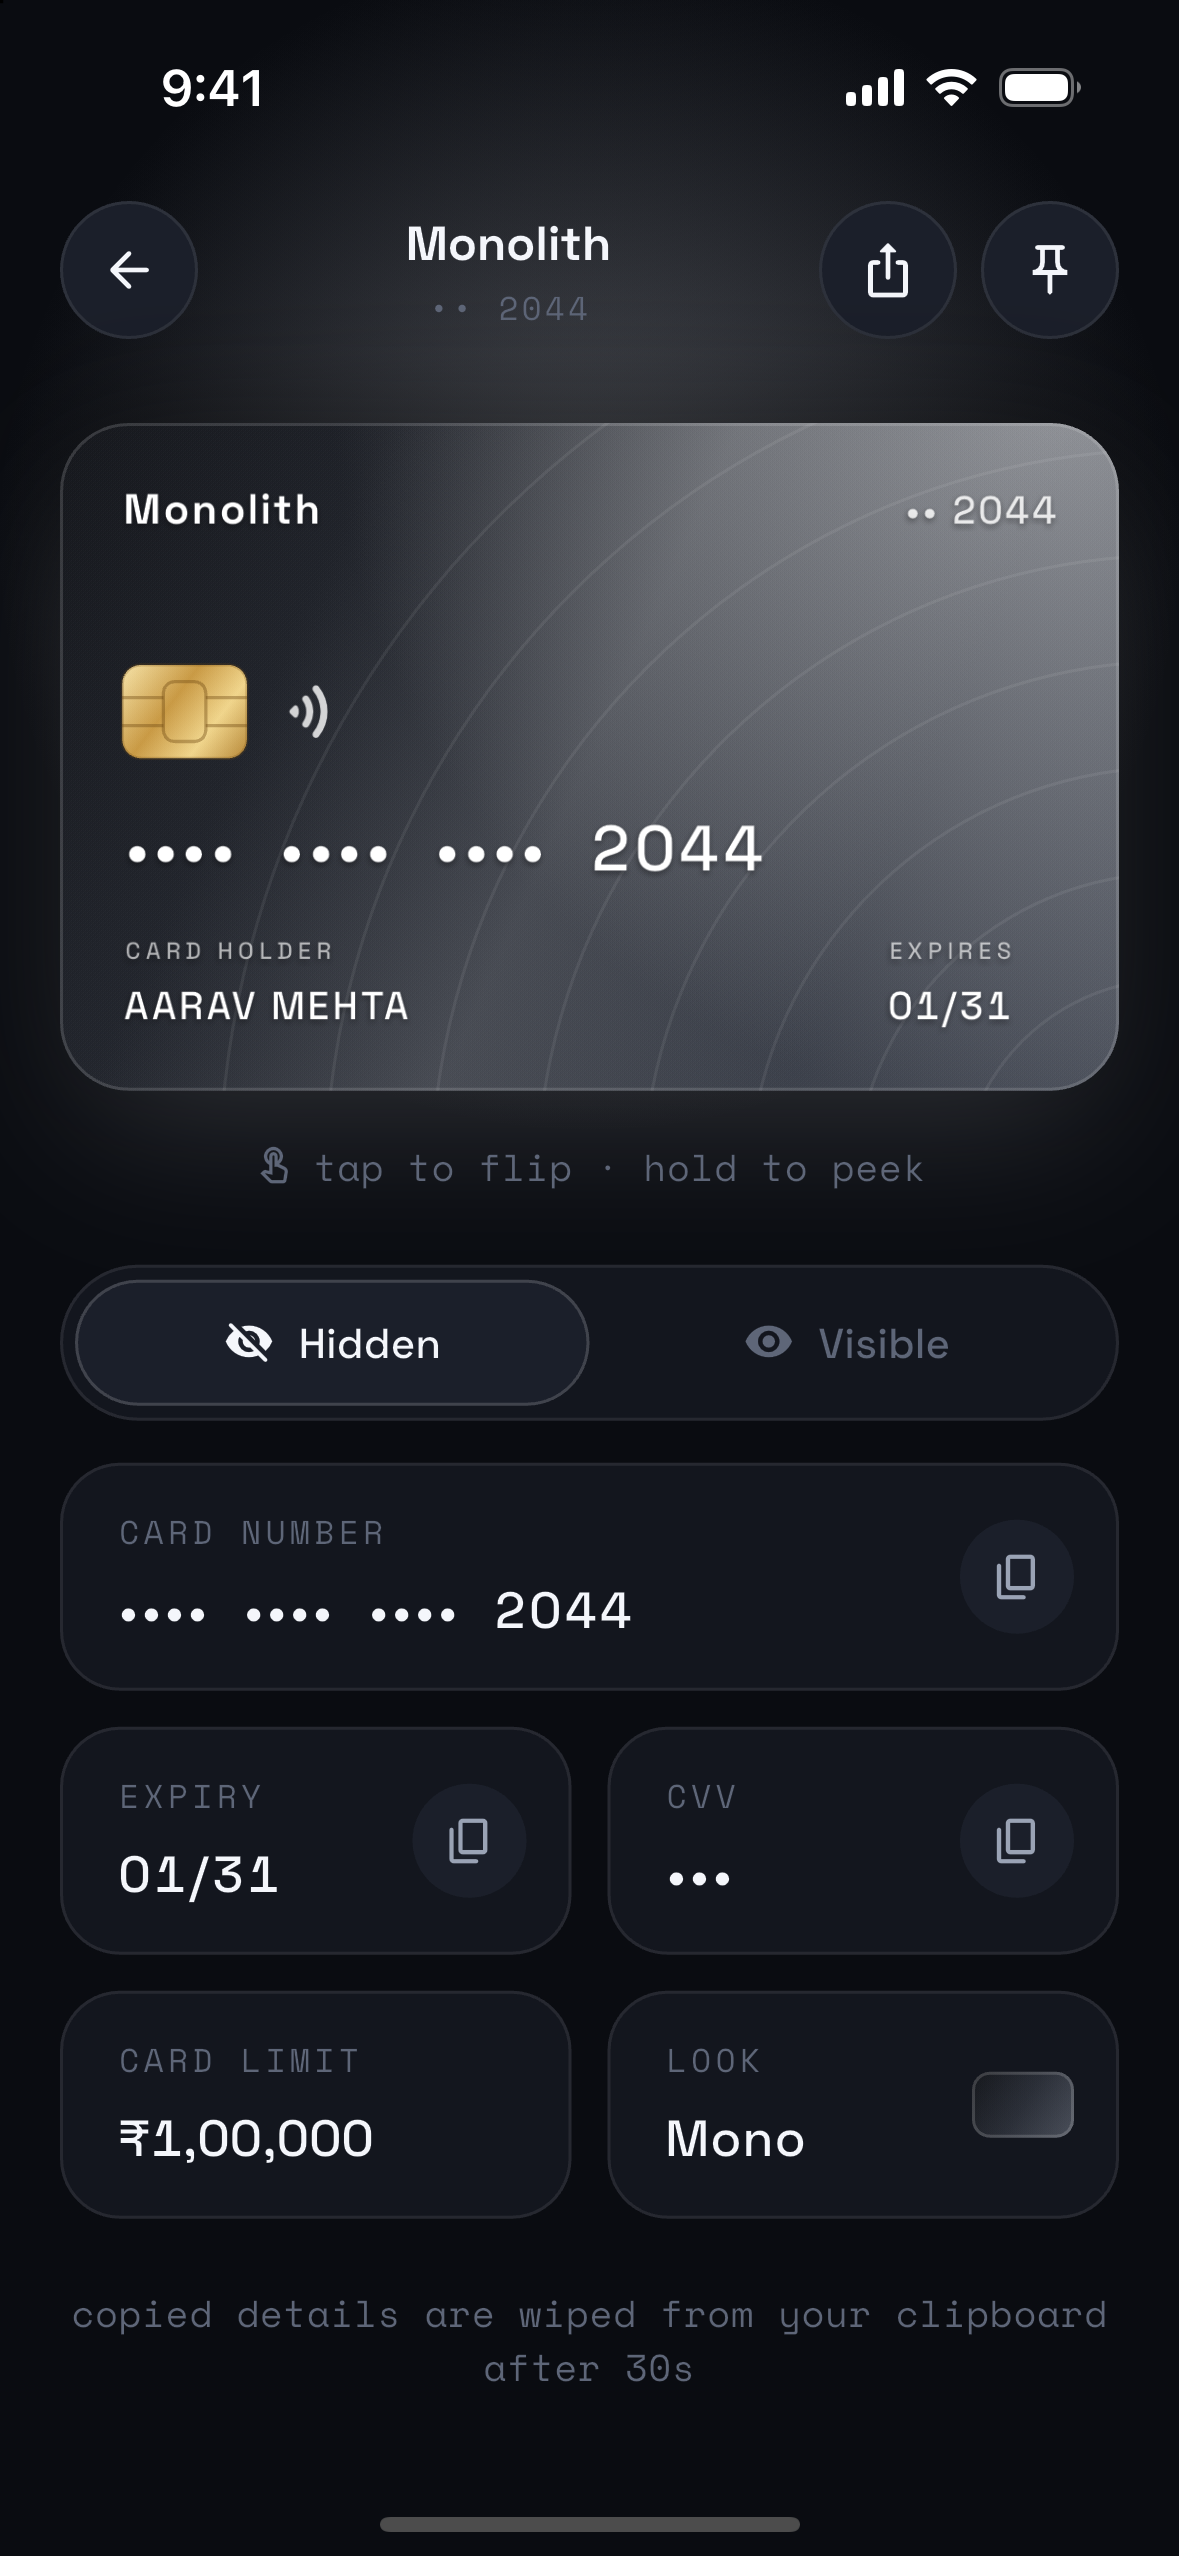 9:41
Monolith
•• 2044
Monolith
•• 2044
•••• •••• •••• 2044
CARD HOLDER
EXPIRES
AARAV MEHTA
01/31
tap to flip · hold to peek
Hidden
Visible
CARD NUMBER
•••• •••• •••• 2044
EXPIRY
01/31
CVV
•••
CARD LIMIT
₹1,00,000
LOOK
Mono
copied details are wiped from your clipboard
after 30s